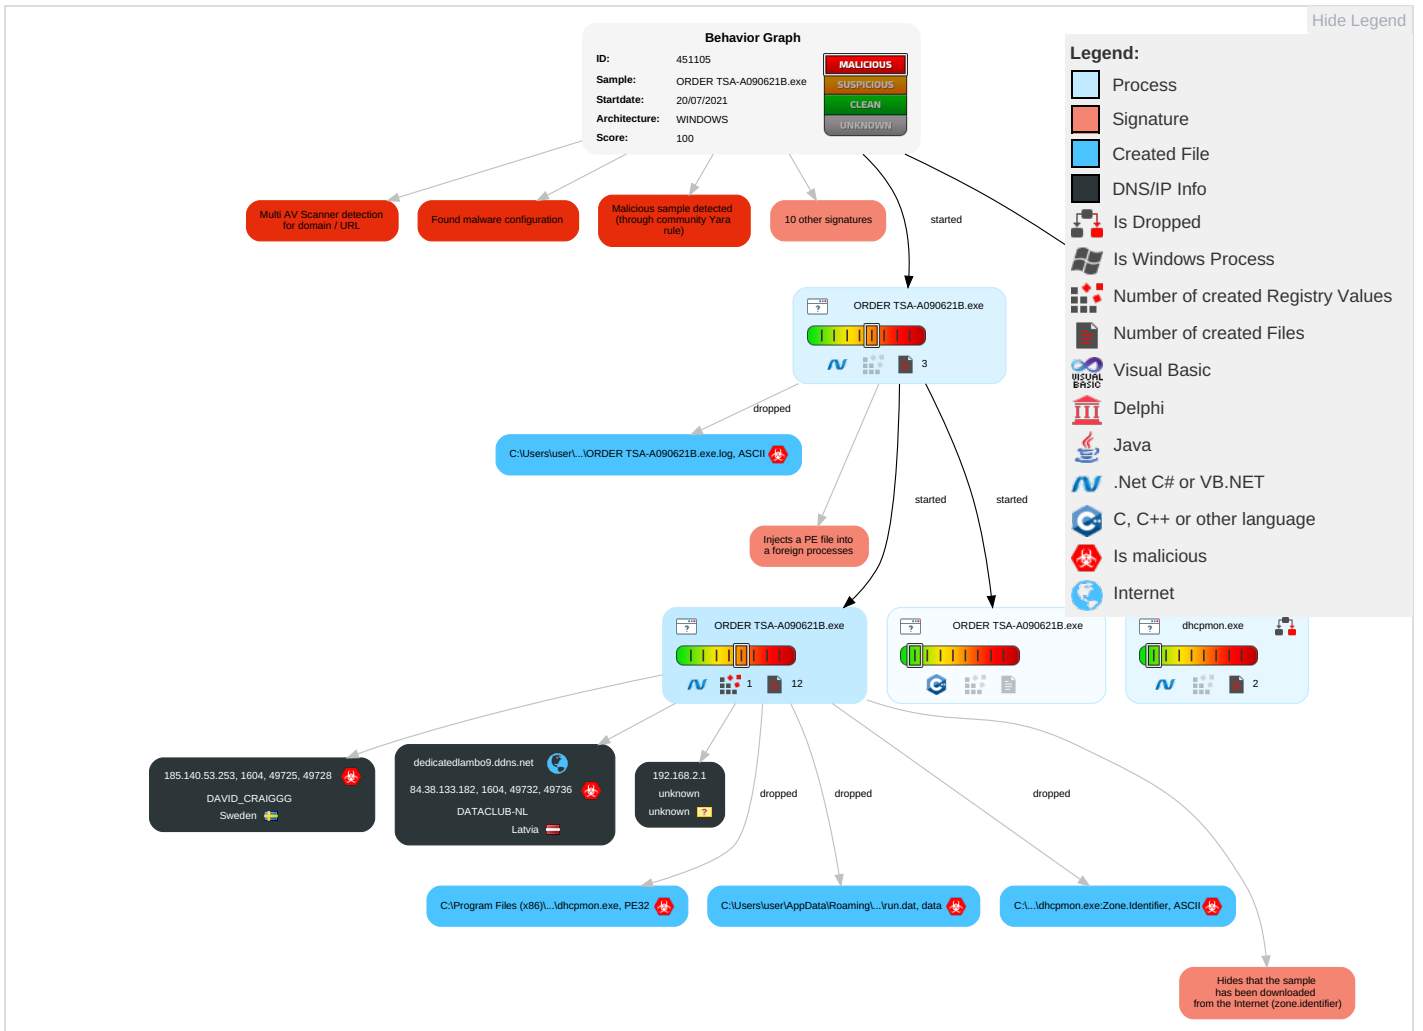 Hide Legend
Behavior Graph
ID: 451105
Sample: ORDER TSA-A090621B.exe
Startdate: 20/07/2021
Architecture: WINDOWS
Score: 100
MALICIOUS
SUSPICIOUS
CLEAN
UNKNOWN
Legend:
Process
Signature
Created File
DNS/IP Info
Is Dropped
Is Windows Process
Number of created Registry Values
Number of created Files
VISUAL
BASIC
Visual Basic
Delphi
Java
.Net C# or VB.NET
C, C++ or other language
Is malicious
Internet
Multi AV Scanner detection
for domain / URL
Found malware configuration
Malicious sample detected
(through community Yara
rule)
10 other signatures
started
ORDER TSA-A090621B.exe
3
dropped
C:\Users\user\...\ORDER TSA-A090621B.exe.log, ASCII
started
started
Injects a PE file into
a foreign processes
ORDER TSA-A090621B.exe
1
12
ORDER TSA-A090621B.exe
dhcpmon.exe
2
185.140.53.253, 1604, 49725, 49728
DAVID_CRAIGGG
Sweden
dedicatedlambo9.ddns.net
84.38.133.182, 1604, 49732, 49736
DATACLUB-NL
Latvia
192.168.2.1
unknown
unknown
dropped
dropped
dropped
C:\Program Files (x86)\...\dhcpmon.exe, PE32
C:\Users\user\AppData\Roaming\...\run.dat, data
C:\...\dhcpmon.exe:Zone.Identifier, ASCII
Hides that the sample
has been downloaded
from the Internet (zone.identifier)